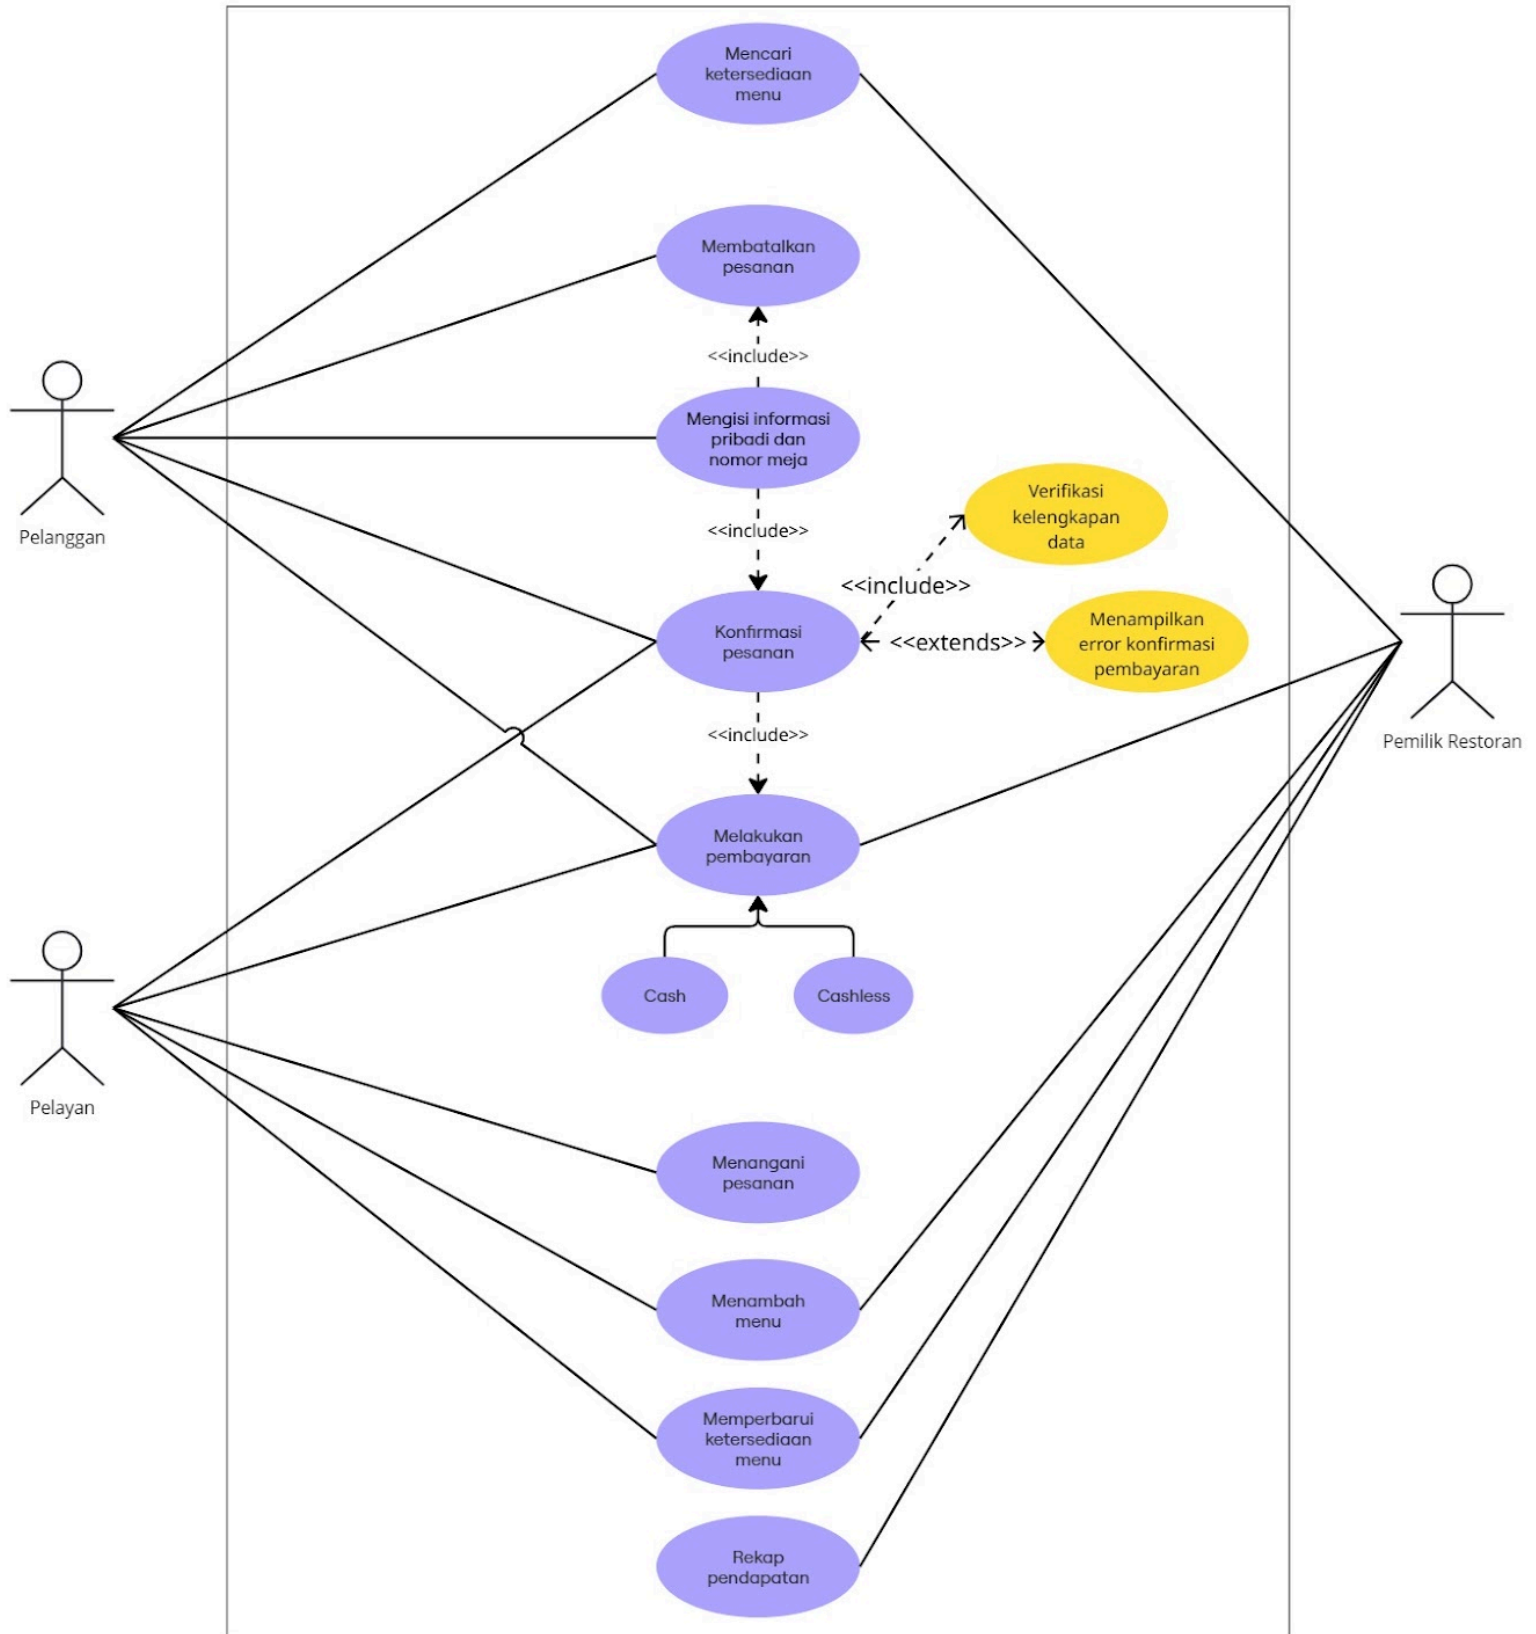 Mencari
ketersediaan
menu
Membatalkan
pesanan
<<include>>
Mengisi informasi
pribadi dan
nomor meja
Pelanggan
<<include>>
Verifikasi
kelengkapan
data
<<include>>
Konfirmasi
pesanan
<<extends>>
Menampilkan
error konfirmasi
pembayaran
Pemilik Restoran
<<include>>
Melakukan
pembayaran
Cash
Cashless
Pelayan
Menangani
pesanan
Menambah
menu
Memperbarui
ketersediaan
menu
Rekap
pendapatan